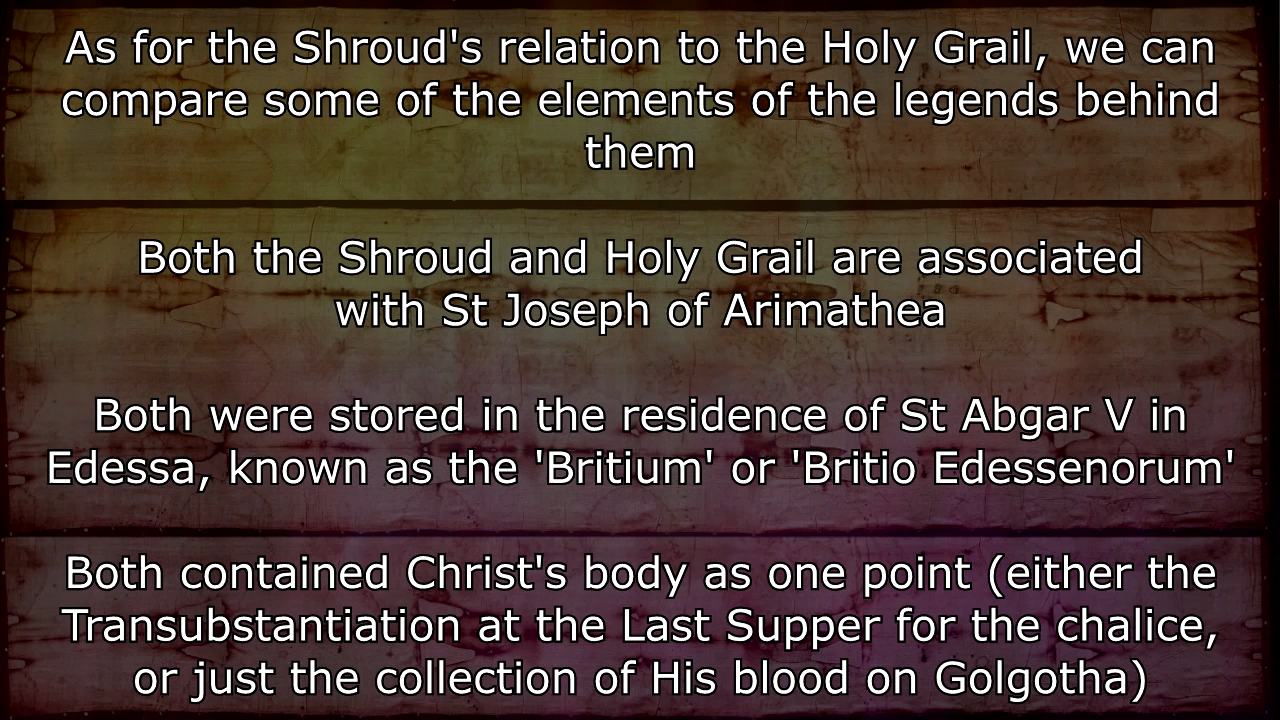 As for the Shroud's relation to the Holy Grail, we can
compare some of the elements of the legends behind
them
Both the Shroud and Holy Grail are associated
with St Joseph of Arimathea
Both were stored in the residence of St Abgar V in
Edessa, known as the 'Britium' or 'Britio Edessenorum'
Both contained Christ's body as one point (either the
Transubstantiation at the Last Supper for the chalice,
or just the collection of His blood on Golgotha)